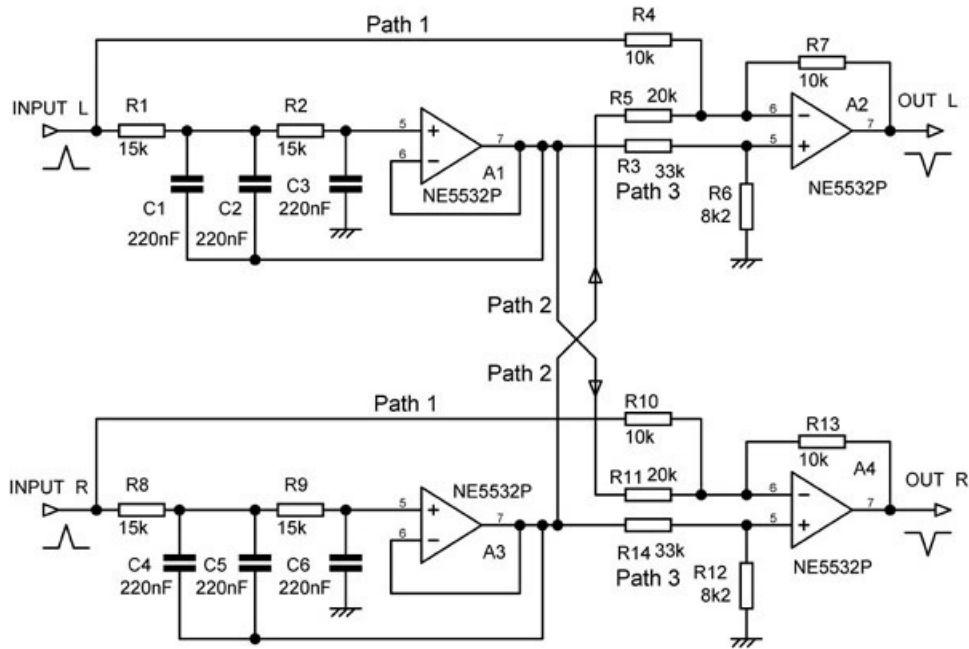 Path 1
R4
10k
R7
10k
INPUT L
R1
15k
R2
15k
R5 20k
A2
OUT L
5
6
7
A1
NE5532P
6
5
7
NE5532P
R3 33k
Path 3
R6
8k2
C1
220nF
C2
220nF
C3
220nF
Path 2
Path 2
Path 1
R10
10k
R13
10k
INPUT R
R8
15k
R9
15k
NE5532P
5
6
7
A3
R11 20k
A4
OUT R
6
5
7
NE5532P
R14 33k
Path 3
R12
8k2
C4
220nF
C5
220nF
C6
220nF